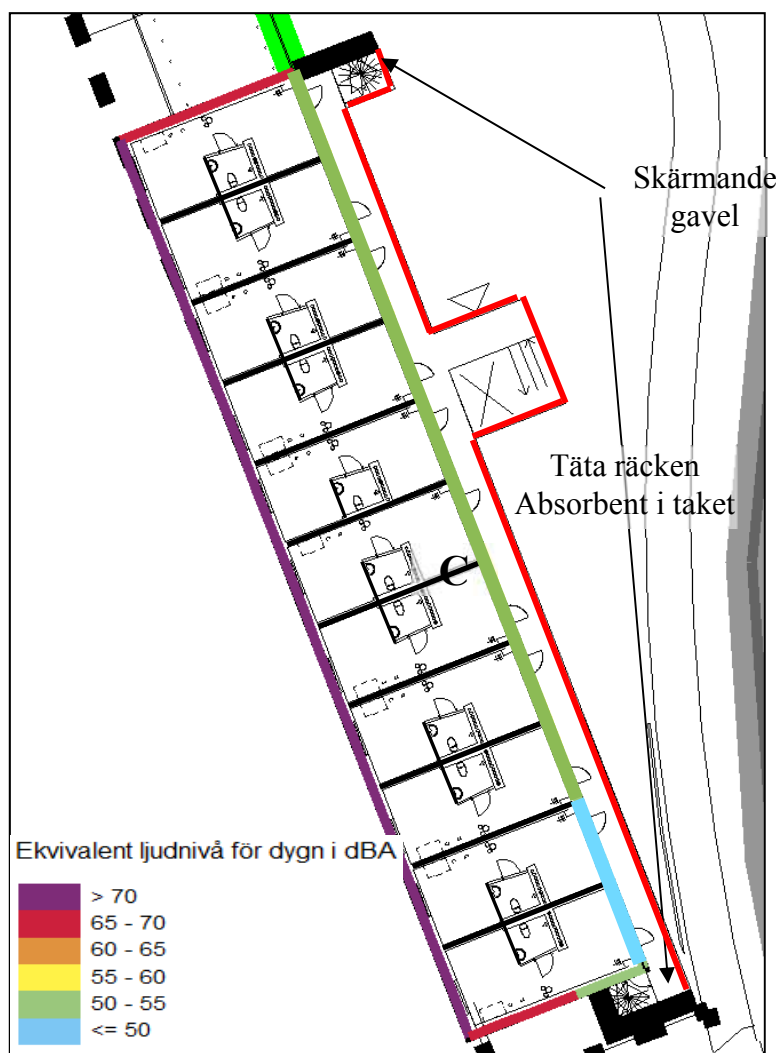 Skärmande
gavel
Täta räcken
Absorbent i taket
C
Ekvivalent ljudnivå för dygn i dBA
> 70
65 - 70
60 - 65
55 - 60
50 - 55
<= 50